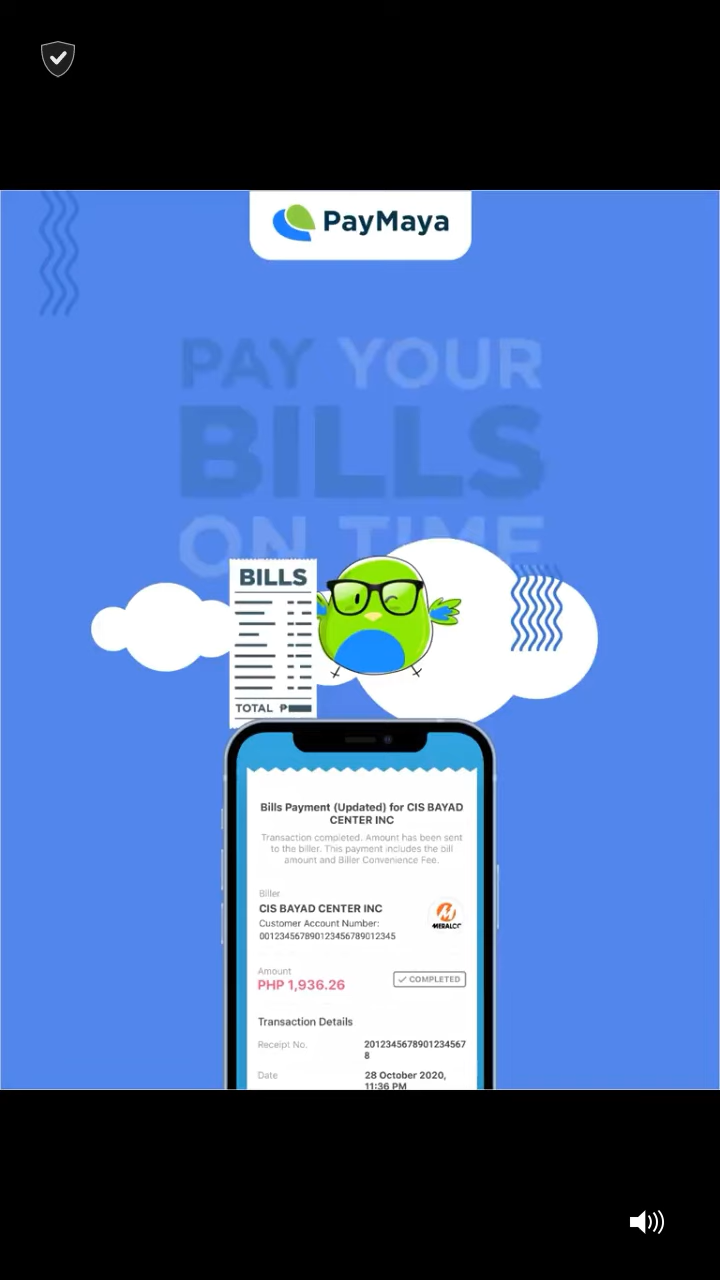 PayMaya
PAY YOUR
BILLS
ON TIME
BILLS
TOTAL ₱
Bills Payment (Updated) for CIS BAYAD
CENTER INC
Transaction completed. Amount has been sent
to the biller. This payment includes the bill
amount and Biller Convenience Fee.
Biller
CIS BAYAD CENTER INC
Customer Account Number:
00123456789012345678901 2345
MERALCO
Amount
PHP 1,936.26
COMPLETED
Transaction Details
Receipt No.
2012345678901234567
8
Date
28 October 2020,
11:36 PM